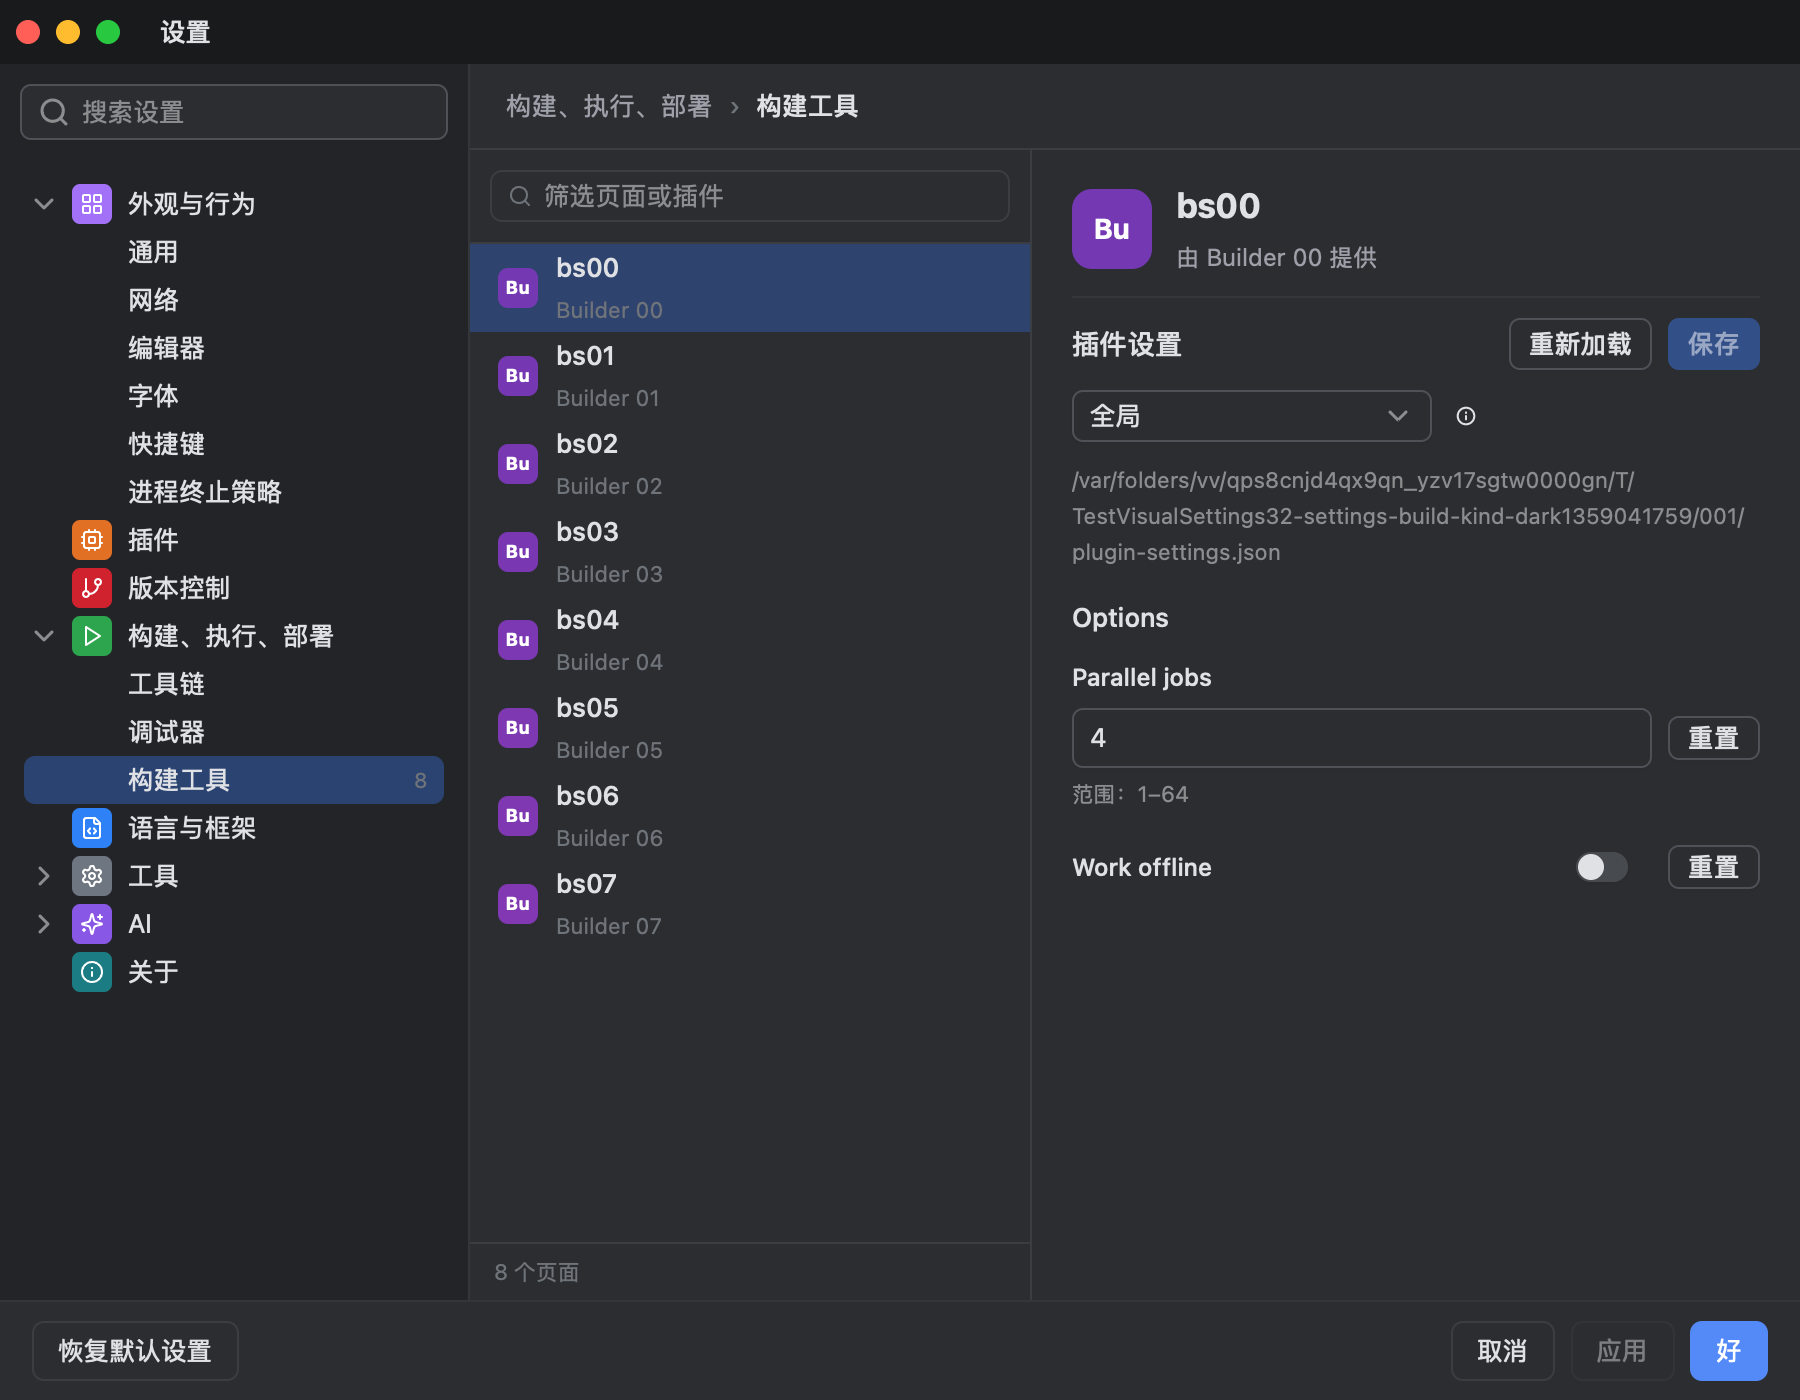 设置
搜索设置
外观与行为
通用
网络
编辑器
字体
快捷键
进程终止策略
插件
版本控制
构建、执行、部署
工具链
调试器
构建工具 8
语言与框架
工具
AI
关于
构建、执行、部署 › 构建工具
筛选页面或插件
Bu
bs00
Builder 00
Bu
bs01
Builder 01
Bu
bs02
Builder 02
Bu
bs03
Builder 03
Bu
bs04
Builder 04
Bu
bs05
Builder 05
Bu
bs06
Builder 06
Bu
bs07
Builder 07
8 个页面
Bu
bs00
由 Builder 00 提供
插件设置 重新加载 保存
全局
/var/folders/vv/qps8cnjd4qx9qn_yzv17sgtw0000gn/T/
TestVisualSettings32-settings-build-kind-dark1359041759/001/
plugin-settings.json
Options
Parallel jobs
4 重置
范围：1–64
Work offline 重置
恢复默认设置 取消 应用 好